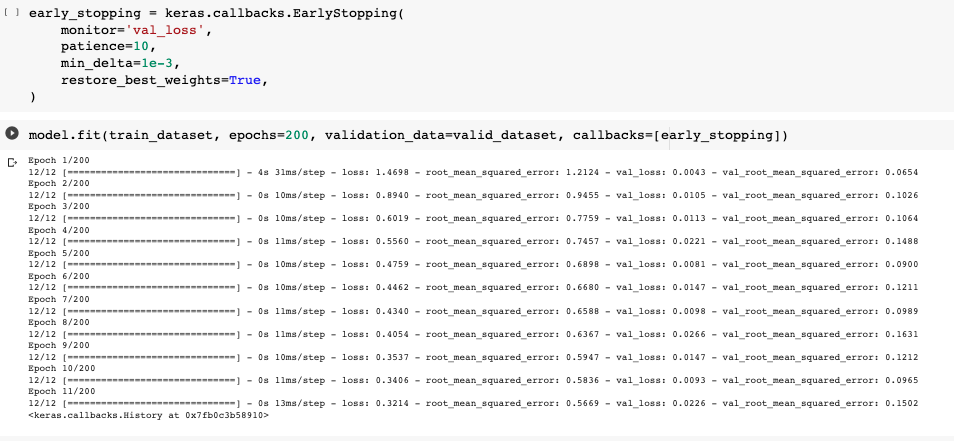 [ ] early_stopping = keras.callbacks.EarlyStopping(
    monitor='val_loss',
    patience=10,
    min_delta=1e-3,
    restore_best_weights=True,
)
model.fit(train_dataset, epochs=200, validation_data=valid_dataset, callbacks=[early_stopping])
Epoch 1/200
12/12 [==============================] - 4s 31ms/step - loss: 1.4698 - root_mean_squared_error: 1.2124 - val_loss: 0.0043 - val_root_mean_squared_error: 0.0654
Epoch 2/200
12/12 [==============================] - 0s 10ms/step - loss: 0.8940 - root_mean_squared_error: 0.9455 - val_loss: 0.0105 - val_root_mean_squared_error: 0.1026
Epoch 3/200
12/12 [==============================] - 0s 10ms/step - loss: 0.6019 - root_mean_squared_error: 0.7759 - val_loss: 0.0113 - val_root_mean_squared_error: 0.1064
Epoch 4/200
12/12 [==============================] - 0s 11ms/step - loss: 0.5560 - root_mean_squared_error: 0.7457 - val_loss: 0.0221 - val_root_mean_squared_error: 0.1488
Epoch 5/200
12/12 [==============================] - 0s 10ms/step - loss: 0.4759 - root_mean_squared_error: 0.6898 - val_loss: 0.0081 - val_root_mean_squared_error: 0.0900
Epoch 6/200
12/12 [==============================] - 0s 10ms/step - loss: 0.4462 - root_mean_squared_error: 0.6680 - val_loss: 0.0147 - val_root_mean_squared_error: 0.1211
Epoch 7/200
12/12 [==============================] - 0s 11ms/step - loss: 0.4340 - root_mean_squared_error: 0.6588 - val_loss: 0.0098 - val_root_mean_squared_error: 0.0989
Epoch 8/200
12/12 [==============================] - 0s 11ms/step - loss: 0.4054 - root_mean_squared_error: 0.6367 - val_loss: 0.0266 - val_root_mean_squared_error: 0.1631
Epoch 9/200
12/12 [==============================] - 0s 10ms/step - loss: 0.3537 - root_mean_squared_error: 0.5947 - val_loss: 0.0147 - val_root_mean_squared_error: 0.1212
Epoch 10/200
12/12 [==============================] - 0s 11ms/step - loss: 0.3406 - root_mean_squared_error: 0.5836 - val_loss: 0.0093 - val_root_mean_squared_error: 0.0965
Epoch 11/200
12/12 [==============================] - 0s 13ms/step - loss: 0.3214 - root_mean_squared_error: 0.5669 - val_loss: 0.0226 - val_root_mean_squared_error: 0.1502
<keras.callbacks.History at 0x7fb0c3b58910>